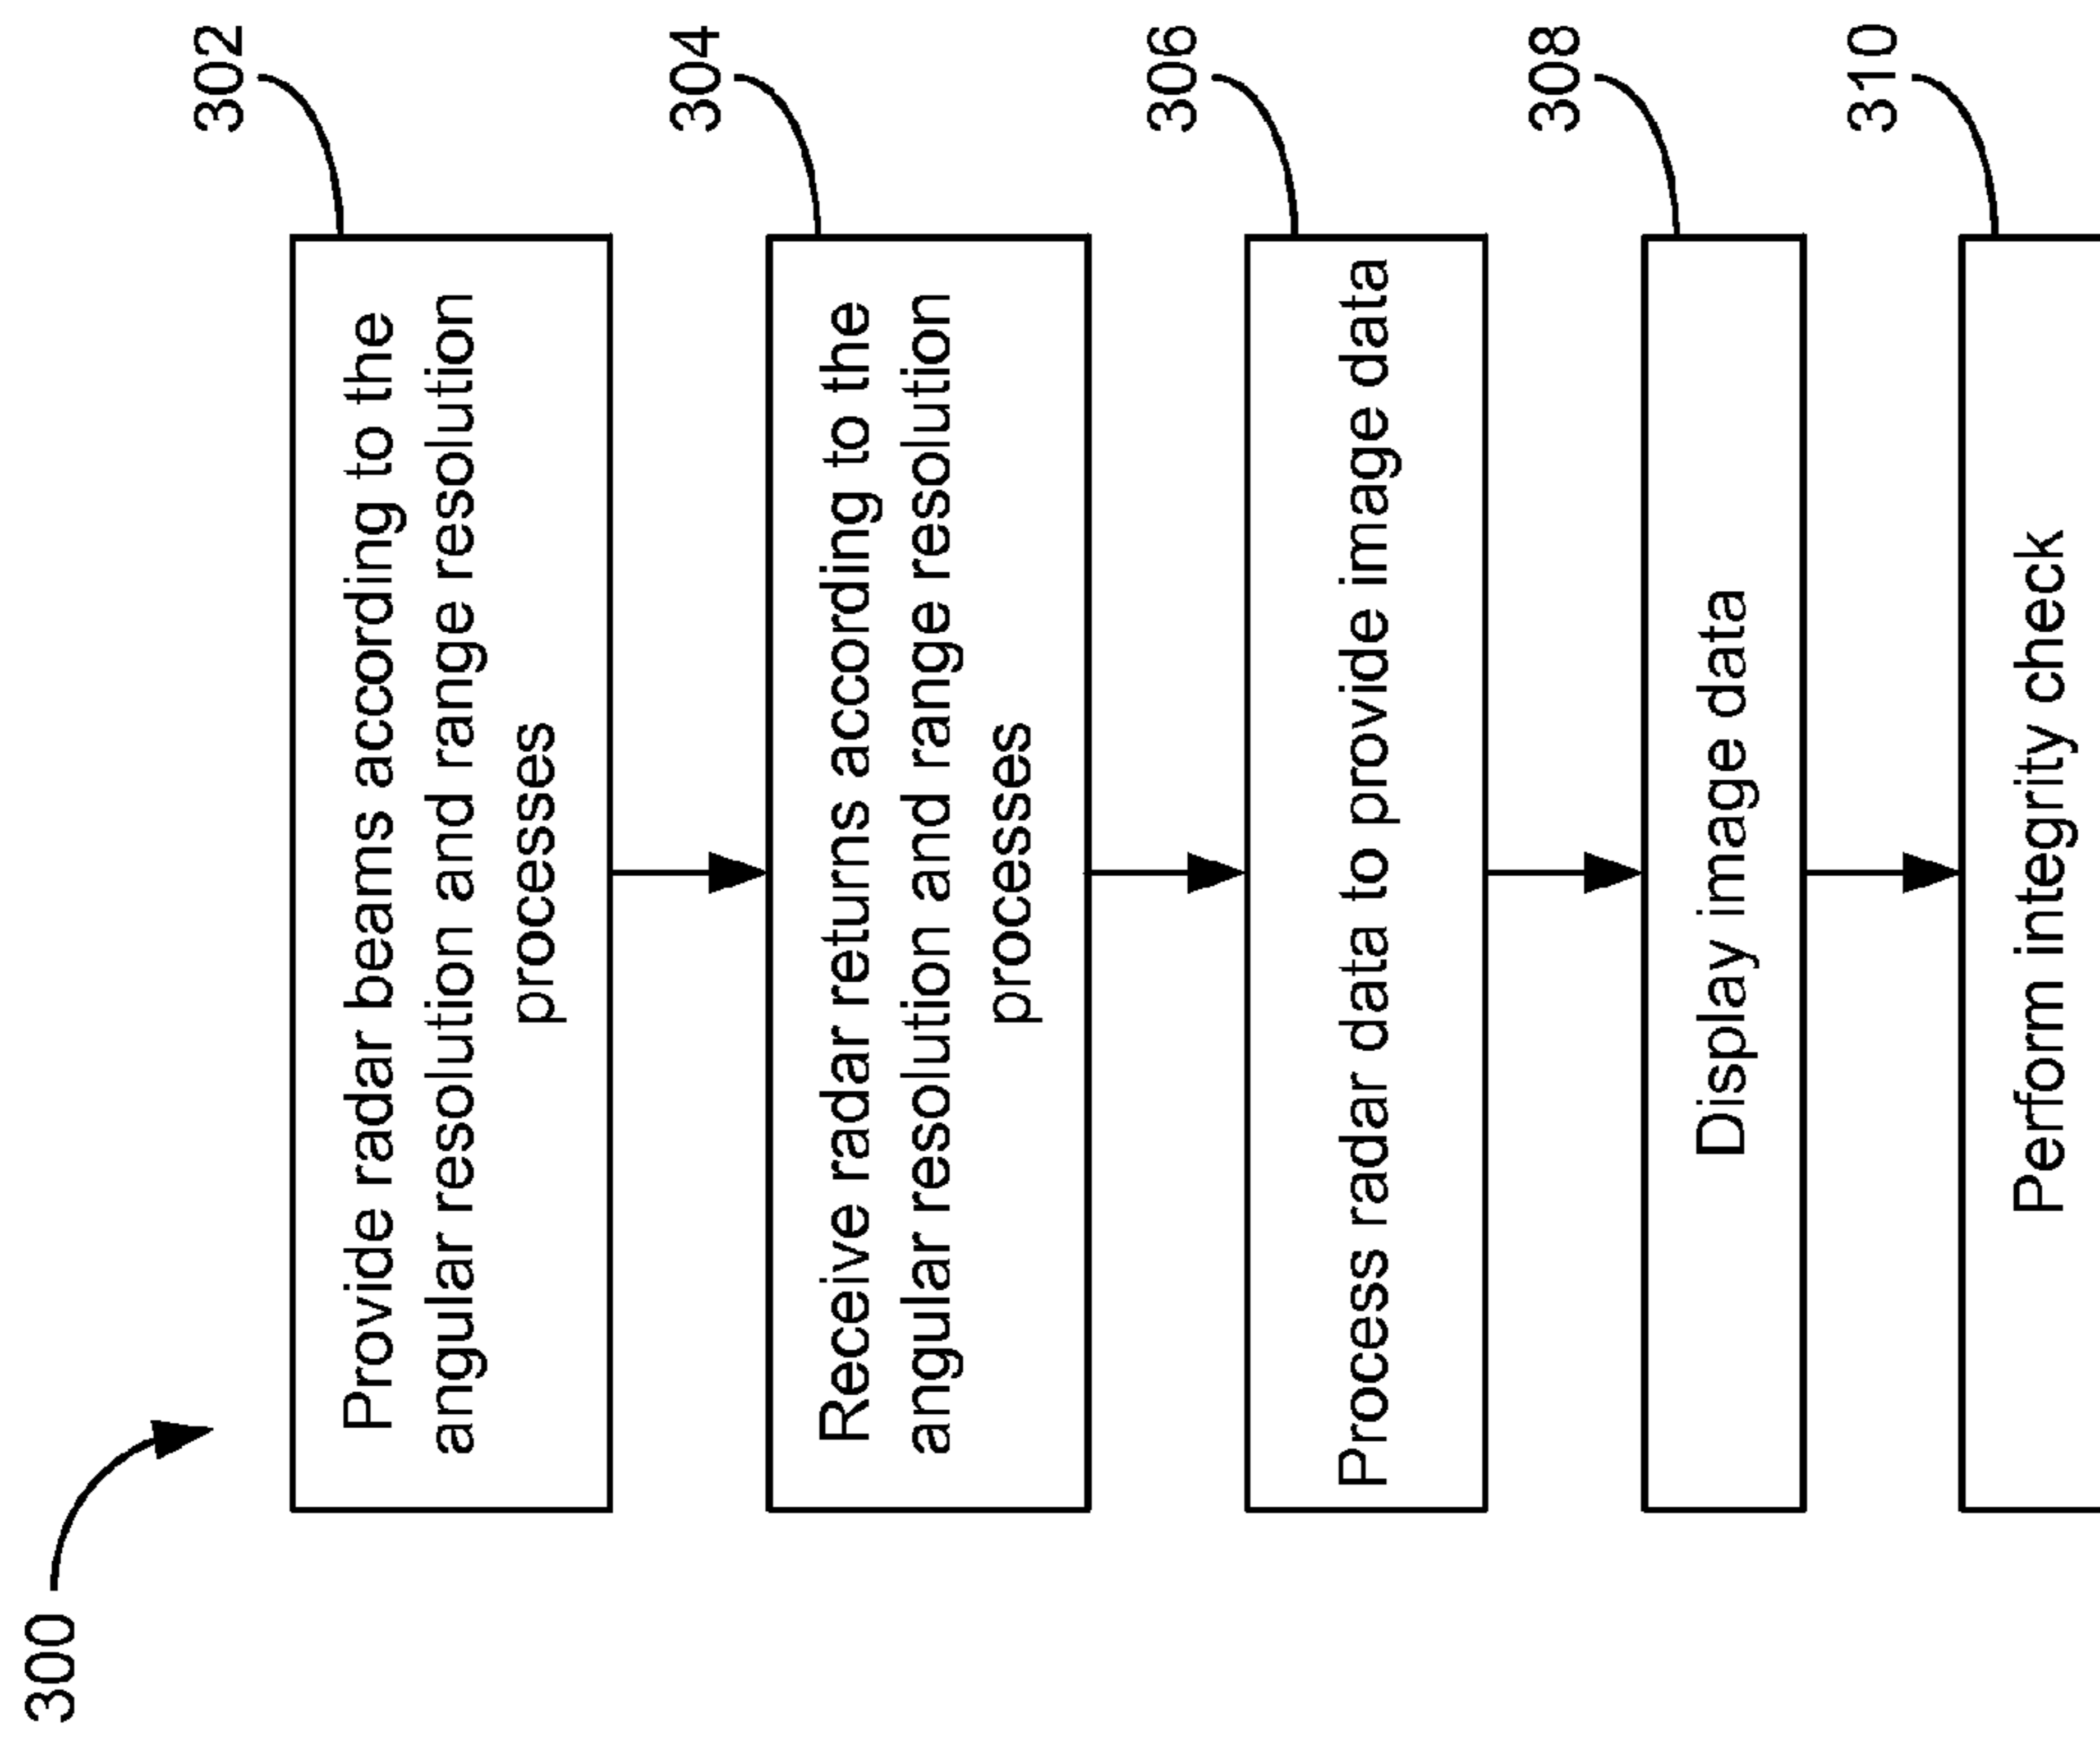 300
302
Provide radar beams according to the
angular resolution and range resolution
processes
304
Receive radar returns according to the
angular resolution and range resolution
processes
306
Process radar data to provide image data
308
Display image data
310
Perform integrity check